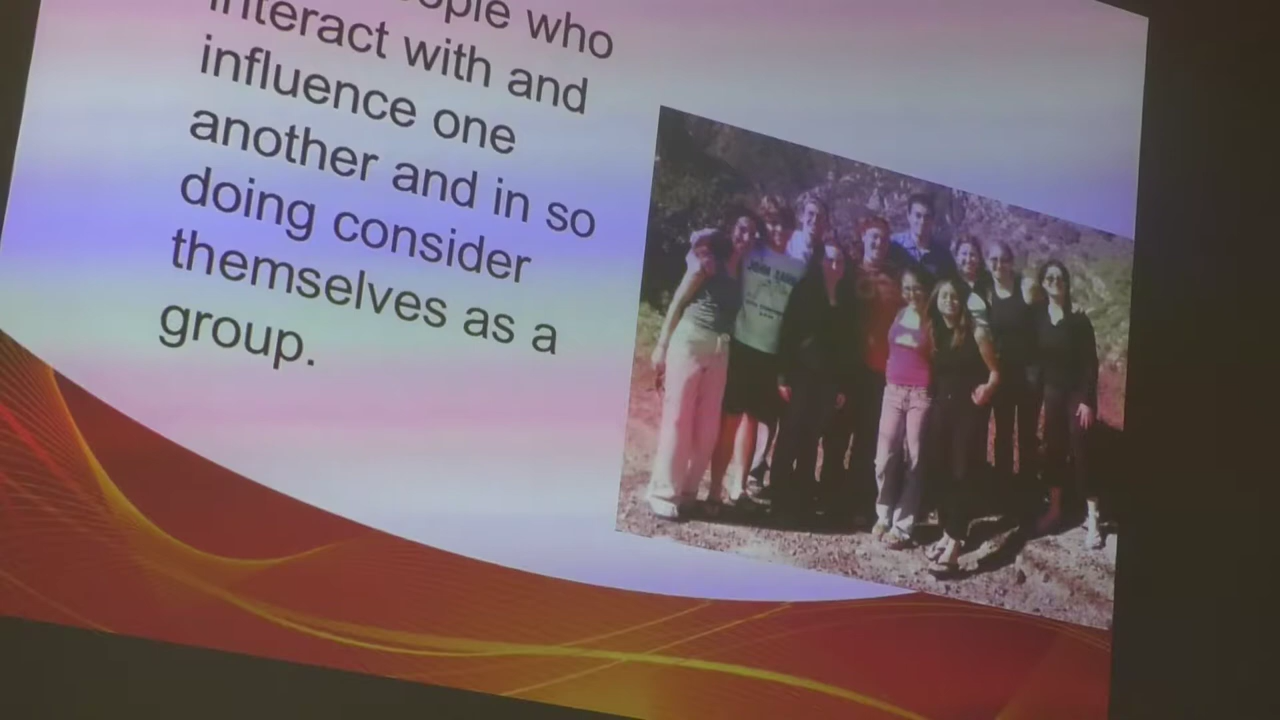 who
interact with and
influence one
another and in so
doing consider
themselves as a
group.